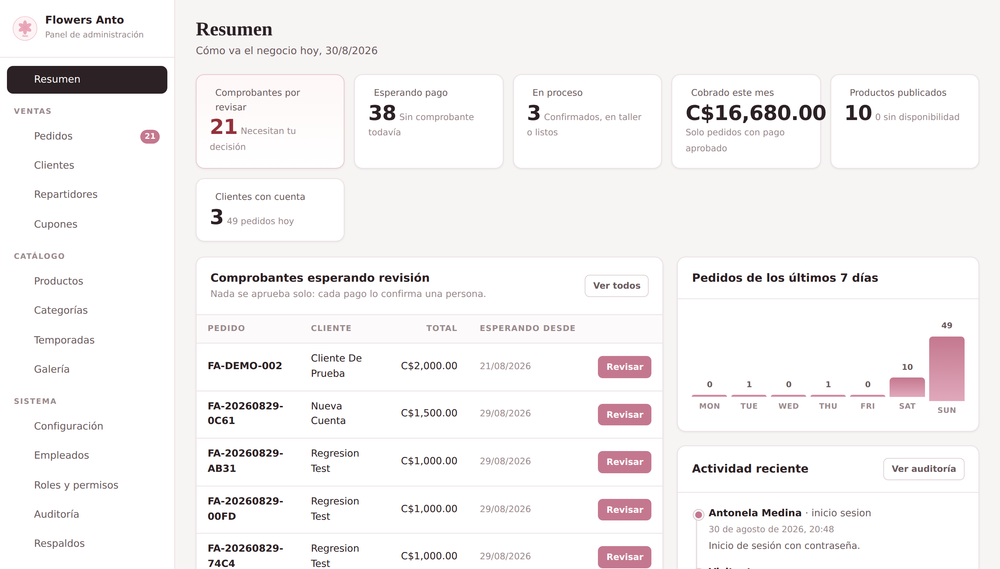 Flowers Anto
Panel de administración
Anto
Resumen
VENTAS
Pedidos 21
Clientes
Repartidores
Cupones
CATÁLOGO
Productos
Categorías
Temporadas
Galería
SISTEMA
Configuración
Empleados
Roles y permisos
Auditoría
Respaldos
Resumen
Cómo va el negocio hoy, 30/8/2026
Comprobantes por
revisar
21 Necesitan tu
decisión
Esperando pago
38 Sin comprobante
todavía
En proceso
3 Confirmados, en taller
o listos
Cobrado este mes
C$16,680.00
Solo pedidos con pago
aprobado
Productos publicados
10 0 sin disponibilidad
Clientes con cuenta
3 49 pedidos hoy
Comprobantes esperando revisión
Nada se aprueba solo: cada pago lo confirma una persona.
Ver todos
PEDIDO CLIENTE TOTAL ESPERANDO DESDE
FA-DEMO-002 Cliente De
Prueba C$2,000.00 21/08/2026 Revisar
FA-20260829-
0C61 Nueva
Cuenta C$1,500.00 29/08/2026 Revisar
FA-20260829-
AB31 Regresion
Test C$1,000.00 29/08/2026 Revisar
FA-20260829-
00FD Regresion
Test C$1,000.00 29/08/2026 Revisar
FA-20260829-
74C4 Regresion
Test C$1,000.00 29/08/2026 Revisar
Pedidos de los últimos 7 días
0 1 0 1 0 10 49
MON TUE WED THU FRI SAT SUN
Actividad reciente
Ver auditoría
Antonela Medina · inicio sesion
30 de agosto de 2026, 20:48
Inicio de sesión con contraseña.